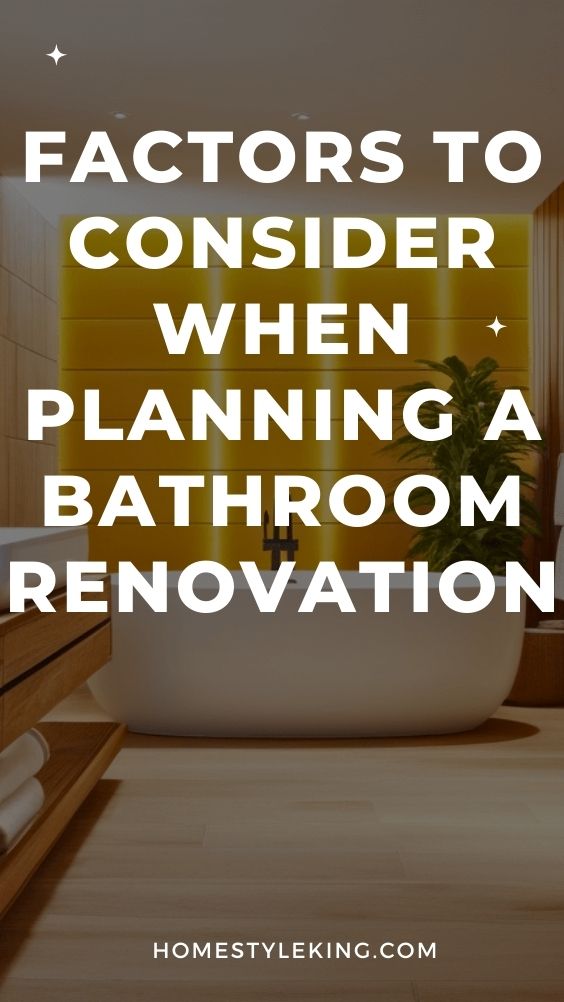 FACTORS TO
CONSIDER
WHEN
PLANNING A
BATHROOM
RENOVATION
HOMESTYLEKING.COM